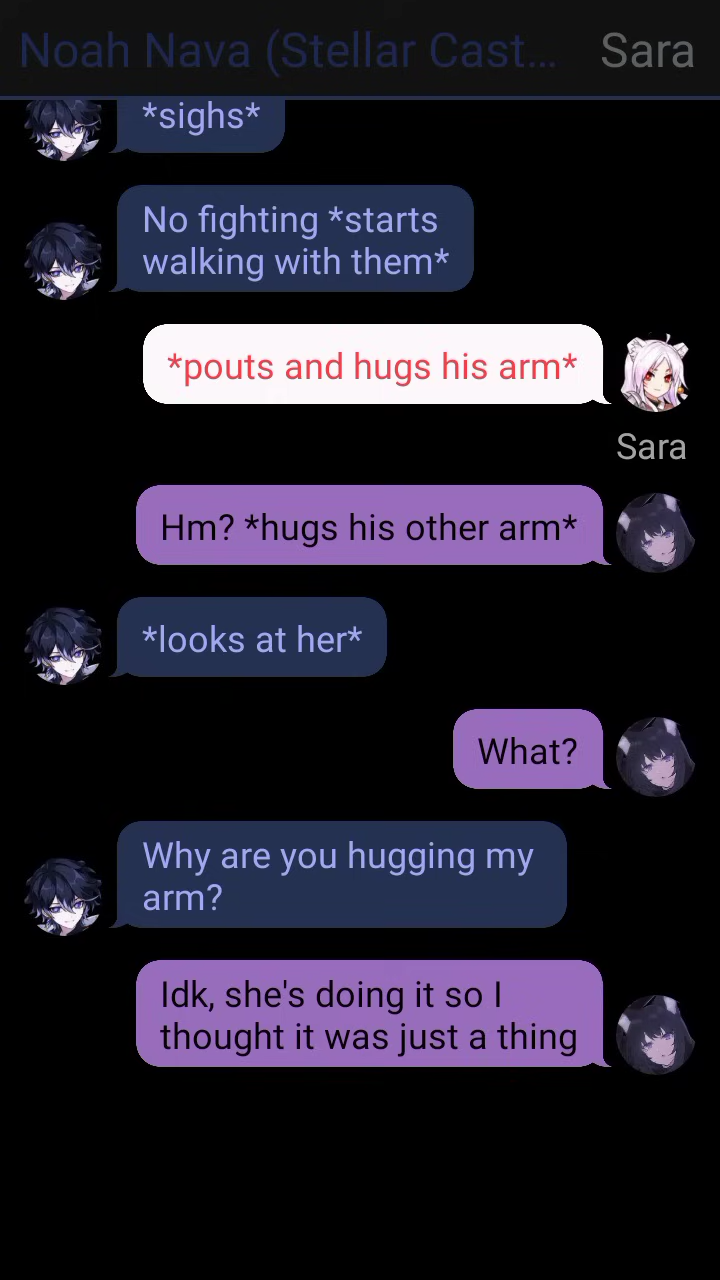 Noah Nava (Stellar Cast... Sara
*sighs*
No fighting *starts
walking with them*
*pouts and hugs his arm*
Sara
Hm? *hugs his other arm*
*looks at her*
What?
Why are you hugging my
arm?
Idk, she's doing it so I
thought it was just a thing